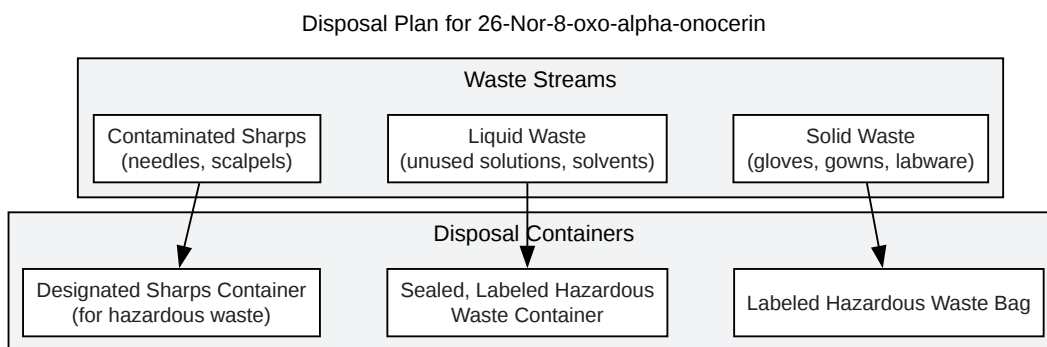 Disposal Plan for 26-Nor-8-oxo-alpha-onocerin
Waste Streams
Contaminated Sharps
(needles, scalpels)
Liquid Waste
(unused solutions, solvents)
Solid Waste
(gloves, gowns, labware)
Disposal Containers
Designated Sharps Container
(for hazardous waste)
Sealed, Labeled Hazardous
Waste Container
Labeled Hazardous Waste Bag